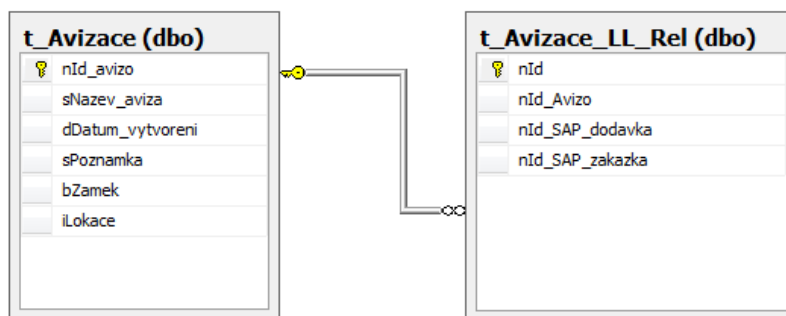 t_Avizace (dbo)
nId_avizo
sNazev_aviza
dDatum_vytvoreni
sPoznamka
bZamek
iLokace
t_Avizace_LL_Rel (dbo)
nId
nId_Avizo
nId_SAP_dodavka
nId_SAP_zakazka